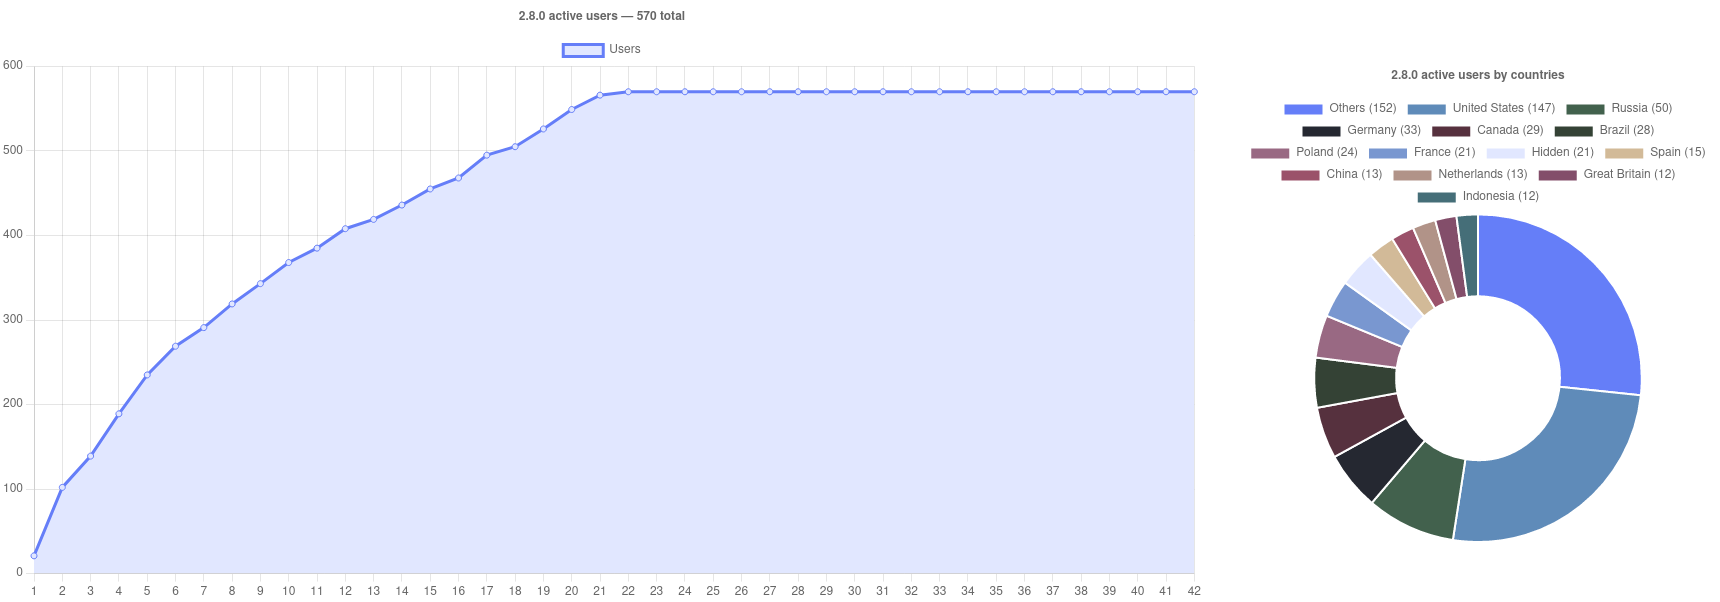 2.8.0 active users — 570 total
Users
600
500
400
300
200
100
0
1 2 3 4 5 6 7 8 9 10 11 12 13 14 15 16 17 18 19 20 21 22 23 24 25 26 27 28 29 30 31 32 33 34 35 36 37 38 39 40 41 42
2.8.0 active users by countries
Others (152) United States (147) Russia (50)
Germany (33) Canada (29) Brazil (28)
Poland (24) France (21) Hidden (21) Spain (15)
China (13) Netherlands (13) Great Britain (12)
Indonesia (12)